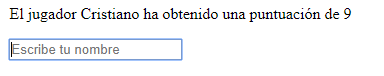 El jugador Cristiano ha obtenido una puntuación de 9
Escribe tu nombre